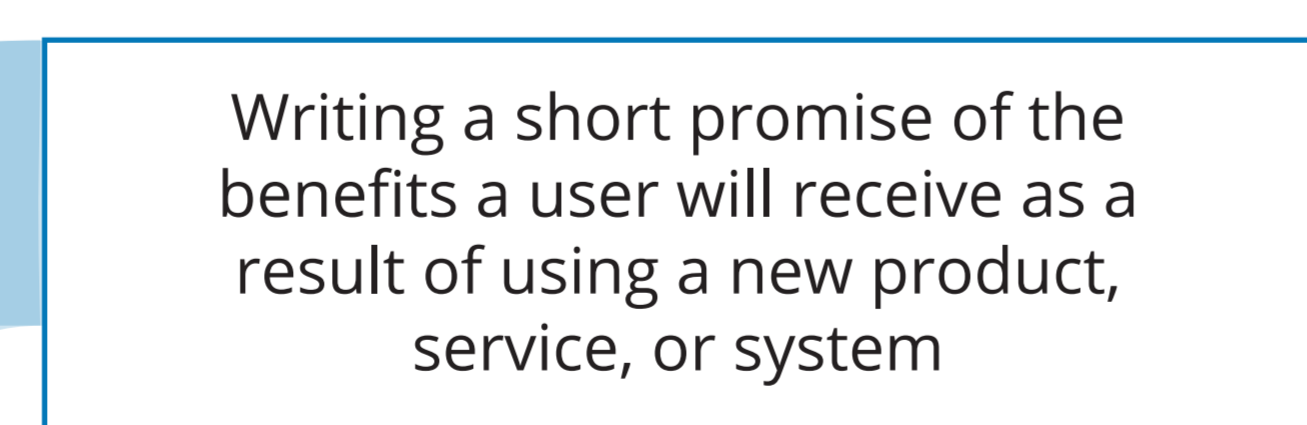 Writing a short promise of the
benefits a user will receive as a
result of using a new product,
service, or system